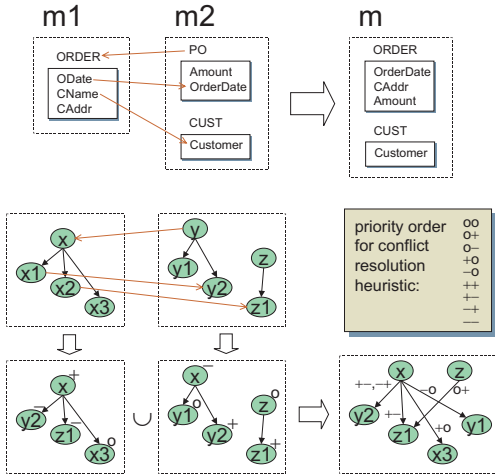 m1 m2 m
ORDER PO ORDER
ODate
CName
CAddr
Amount
OrderDate
OrderDate
CAddr
Amount
CUST CUST
Customer Customer
x y
x1 y1 z
x2 y2
x3 z1
priority order oo
for conflict o+
resolution o−
heuristic: +o
−o
++
+−
−+
−−
x + x − x z
y2 − y1 o z o +−,−+ −o o+
z1 − ∪ y2 + y2 +− y1
x3 o z1 + z1 +o
x3